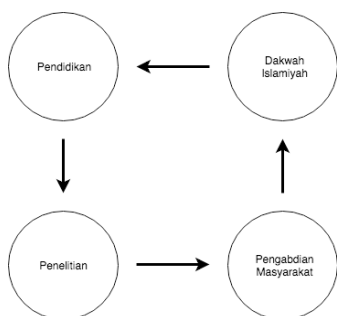 Pendidikan
Dakwah
Islamiyah
Penelitian
Pengabdian
Masyarakat